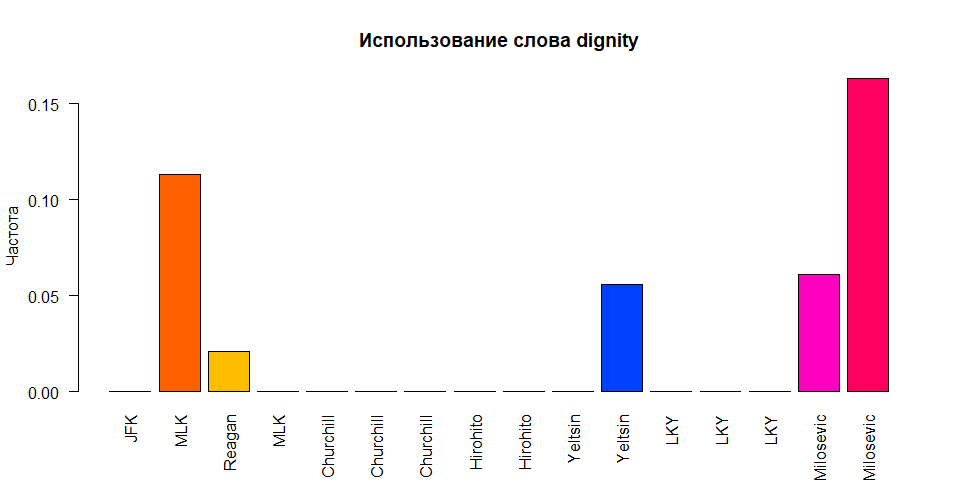 Использование слова dignity
Частота
0.15
0.10
0.05
0.00
JFK
MLK
Reagan
MLK
Churchill
Churchill
Churchill
Hirohito
Hirohito
Yeltsin
Yeltsin
LKY
LKY
LKY
Milosevic
Milosevic